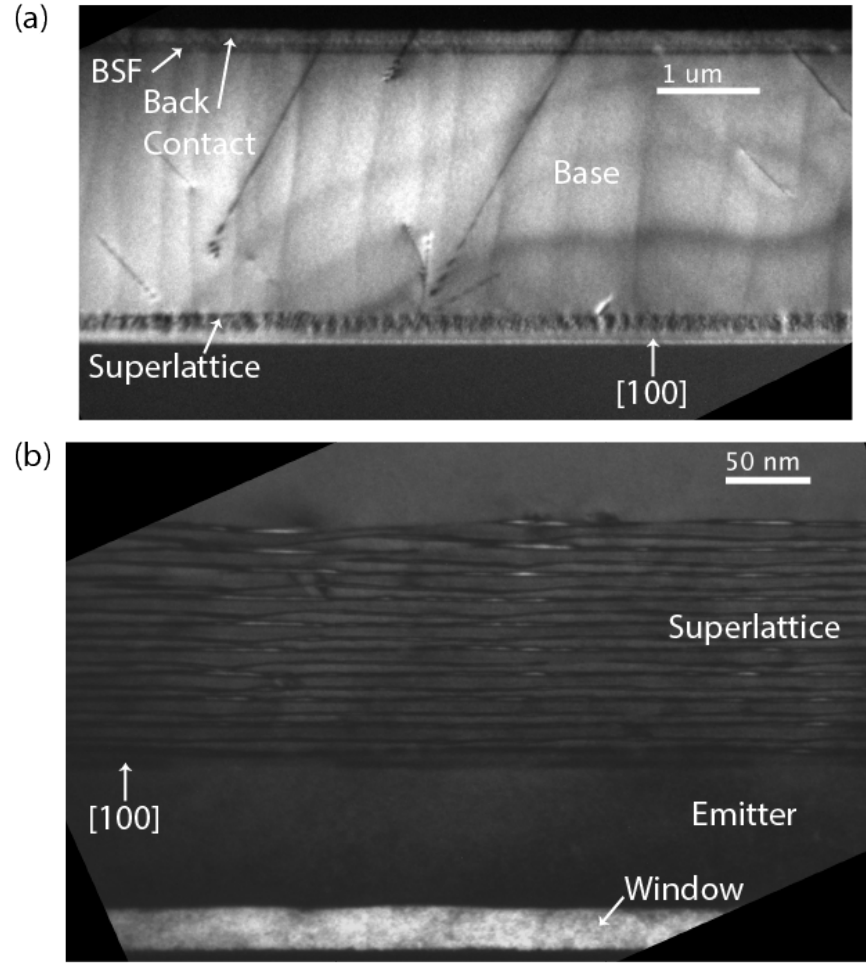 (a)
BSF
Back
Contact
1 um
Base
Superlattice
[100]
(b)
50 nm
Superlattice
[100]
Emitter
Window